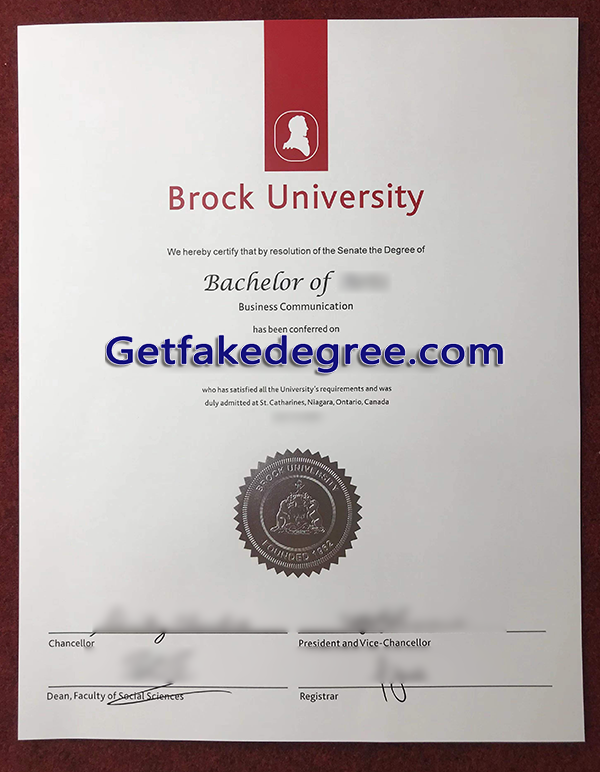 Brock University
We hereby certify that by resolution of the Senate the Degree of
Bachelor of
Business Communication
has been conferred on
Getfakedegree.com
who has satisfied all the University's requirements and was
duly admitted at St. Catharines, Niagara, Ontario, Canada
BROCK UNIVERSITY
FOUNDED 1962
Chancellor
President and Vice-Chancellor
Dean, Faculty of Social Sciences
Registrar